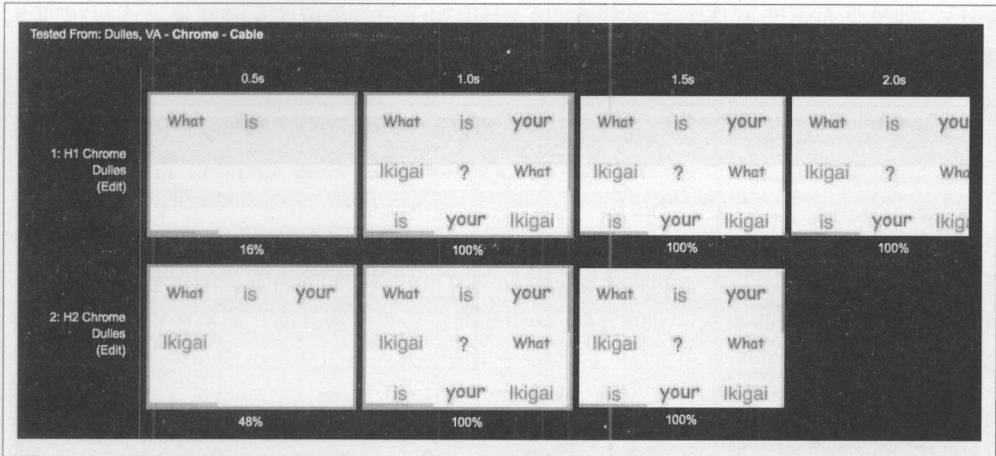 Tested From: Dulles, VA - Chrome - Cable
0.5s 1.0s 1.5s 2.0s
What is What is your What is your What is you
1: H1 Chrome
Dulles
(Edit)
Ikigai ? What Ikigai ? What Ikigai ? Wha
is your Ikigai is your Ikigai is your Ikig
16% 100% 100% 100%
What is your What is your What is your
2: H2 Chrome
Dulles
(Edit)
Ikigai Ikigai ? What Ikigai ? What
is your Ikigai is your Ikigai
48% 100% 100%